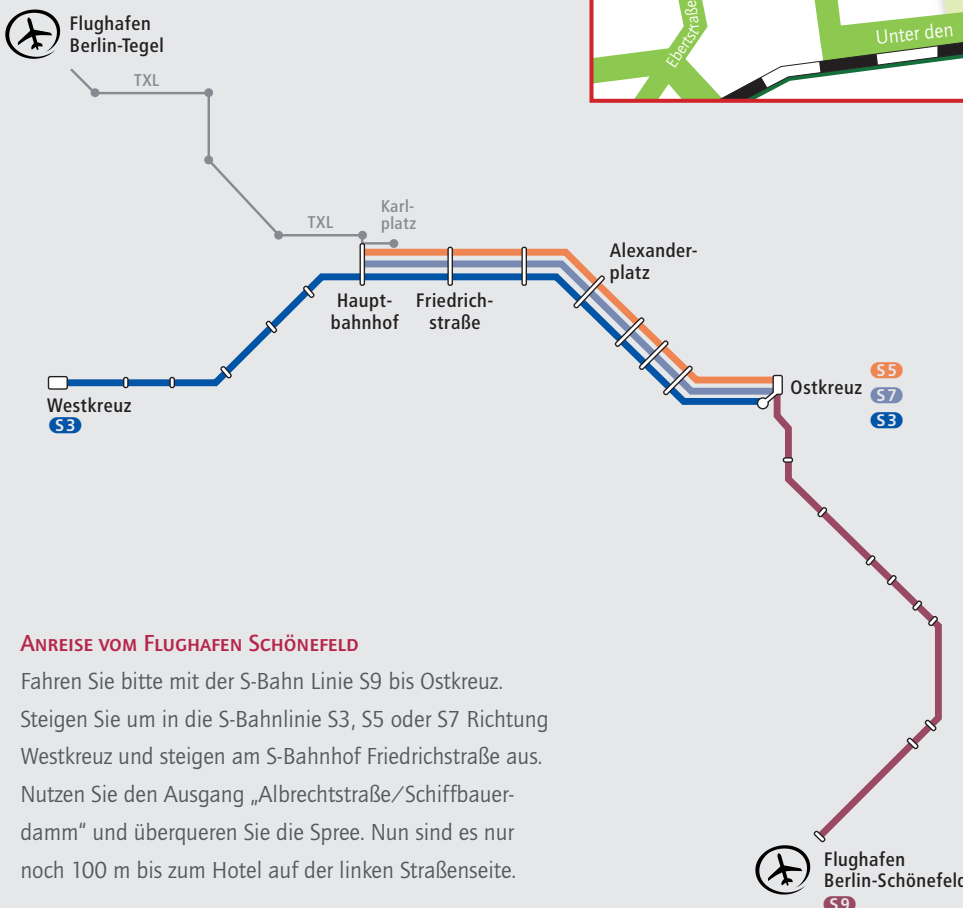 Flughafen
Berlin-Tegel
Ebertstraße
Unter den
TXL
TXL
Karl-
platz
Alexander-
platz
Haupt-
bahnhof
Friedrich-
straße
Westkreuz
S3
Ostkreuz
S5
S7
S3
ANREISE VOM FLUGHAFEN SCHÖNEFELD
Fahren Sie bitte mit der S-Bahn Linie S9 bis Ostkreuz.
Steigen Sie um in die S-Bahnlinie S3, S5 oder S7 Richtung
Westkreuz und steigen am S-Bahnhof Friedrichstraße aus.
Nutzen Sie den Ausgang „Albrechtstraße/Schiffbauer-
damm“ und überqueren Sie die Spree. Nun sind es nur
noch 100 m bis zum Hotel auf der linken Straßenseite.
Flughafen
Berlin-Schönefeld
S9